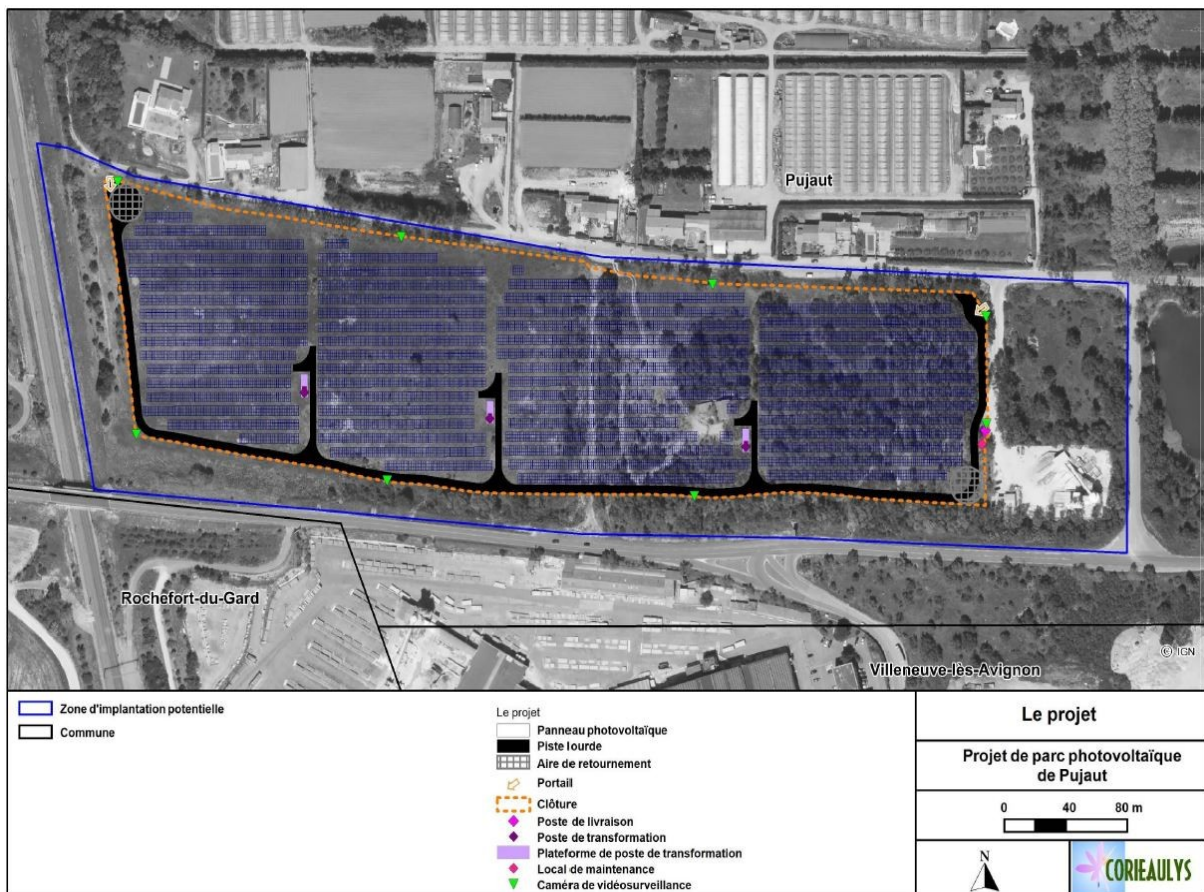 Pujaut
Rochefort-du-Gard
Villeneuve-lès-Avignon
© IGN
Zone d'implantation potentielle
Commune
Le projet
Panneau photovoltaïque
Piste lourde
Aire de retournement
Portail
Clôture
Poste de livraison
Poste de transformation
Plateforme de poste de transformation
Local de maintenance
Caméra de vidéosurveillance
Le projet
Projet de parc photovoltaïque
de Pujaut
0 40 80 m
N
CORIEAULYS